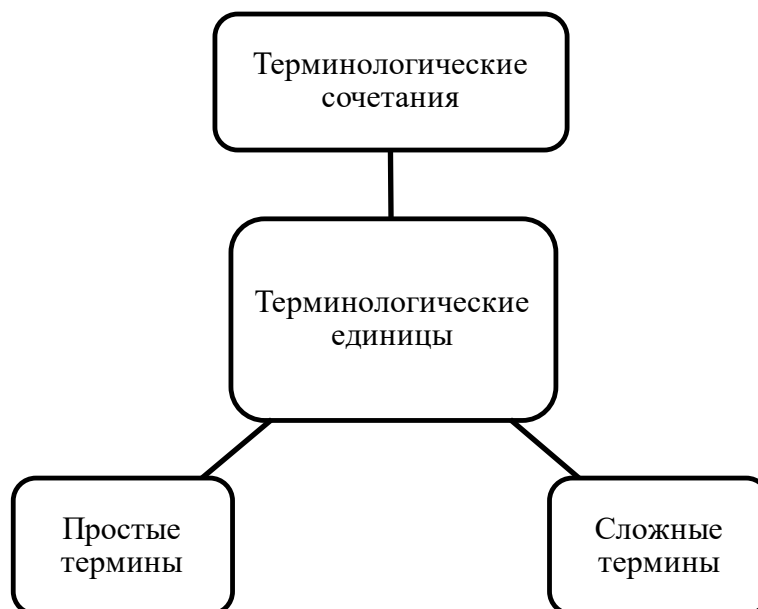 Терминологические
сочетания
Терминологические
единицы
Простые
термины
Сложные
термины